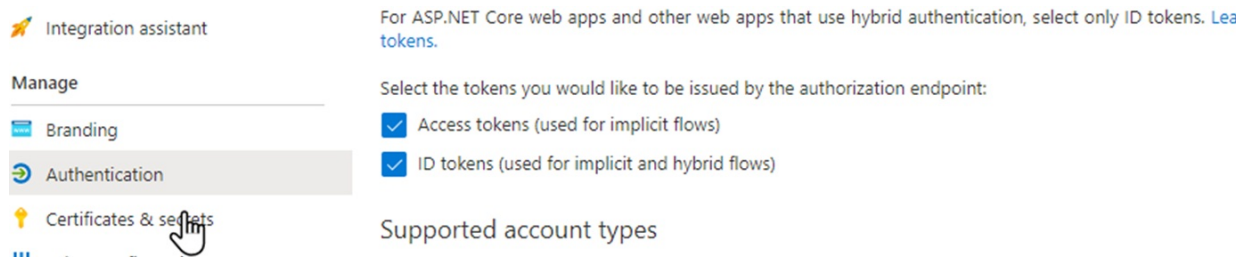 Integration assistant
Manage
Branding
Authentication
Certificates & secrets
For ASP.NET Core web apps and other web apps that use hybrid authentication, select only ID tokens. Lea
tokens.
Select the tokens you would like to be issued by the authorization endpoint:
Access tokens (used for implicit flows)
ID tokens (used for implicit and hybrid flows)
Supported account types